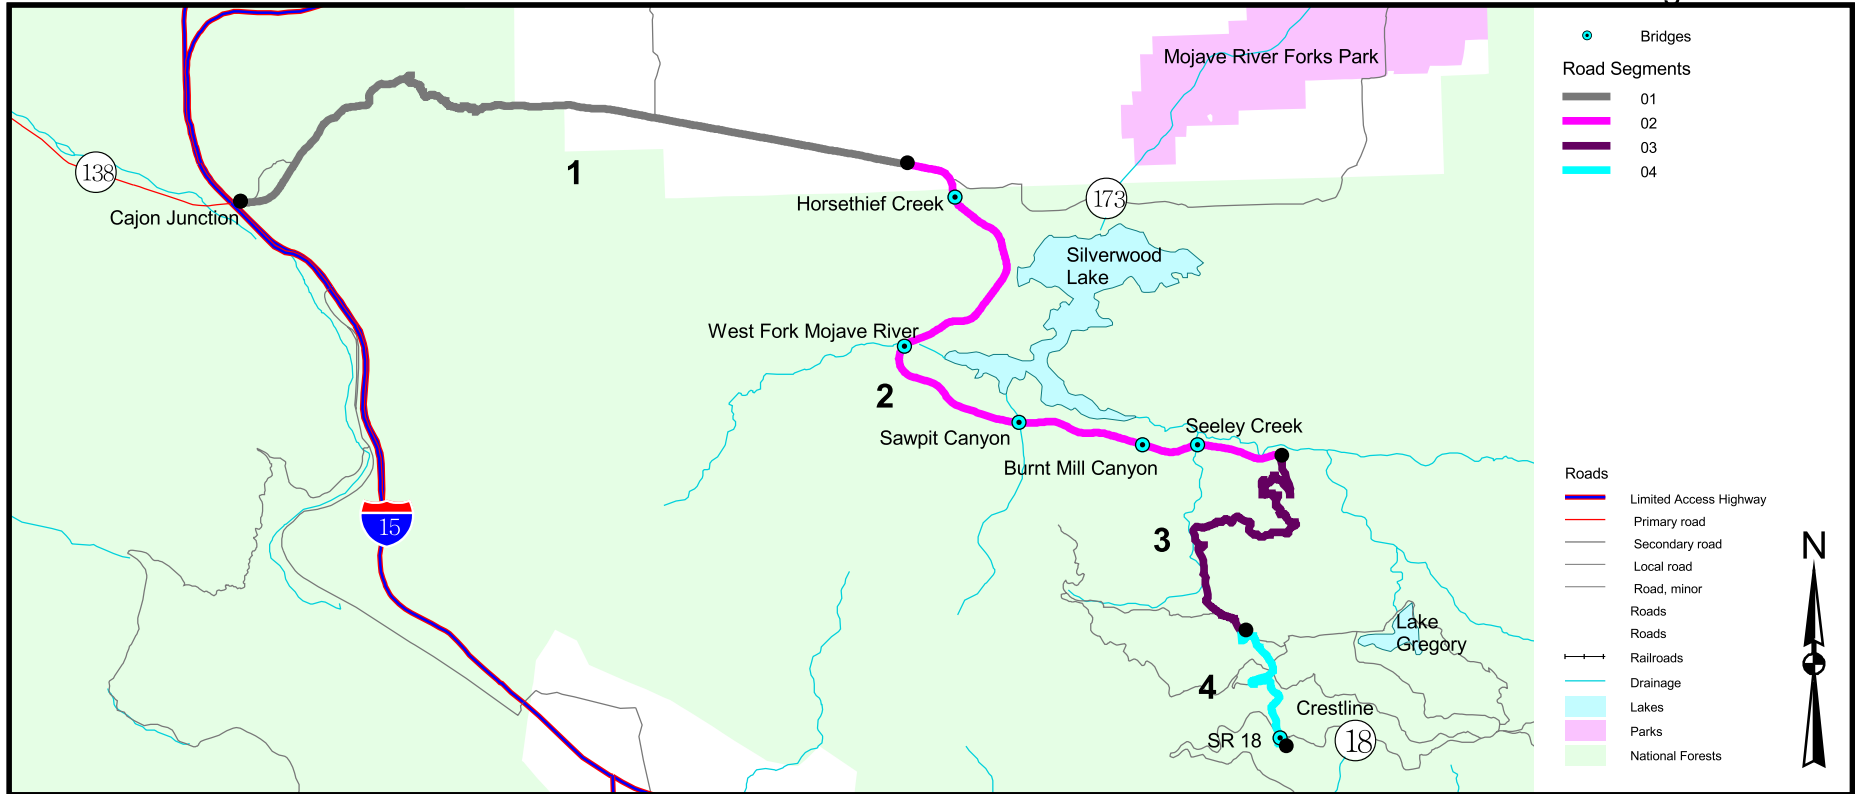 Mojave River Forks Park
138
1
Cajon Junction
Horsethief Creek
173
Silverwood
Lake
West Fork Mojave River
2
Sawpit Canyon
Seeley Creek
Burnt Mill Canyon
15
3
Lake
Gregory
4
Crestline
SR 18
18
Bridges
Road Segments
01
02
03
04
Roads
Limited Access Highway
Primary road
Secondary road
Local road
Road, minor
Roads
Roads
Railroads
Drainage
Lakes
Parks
National Forests
N